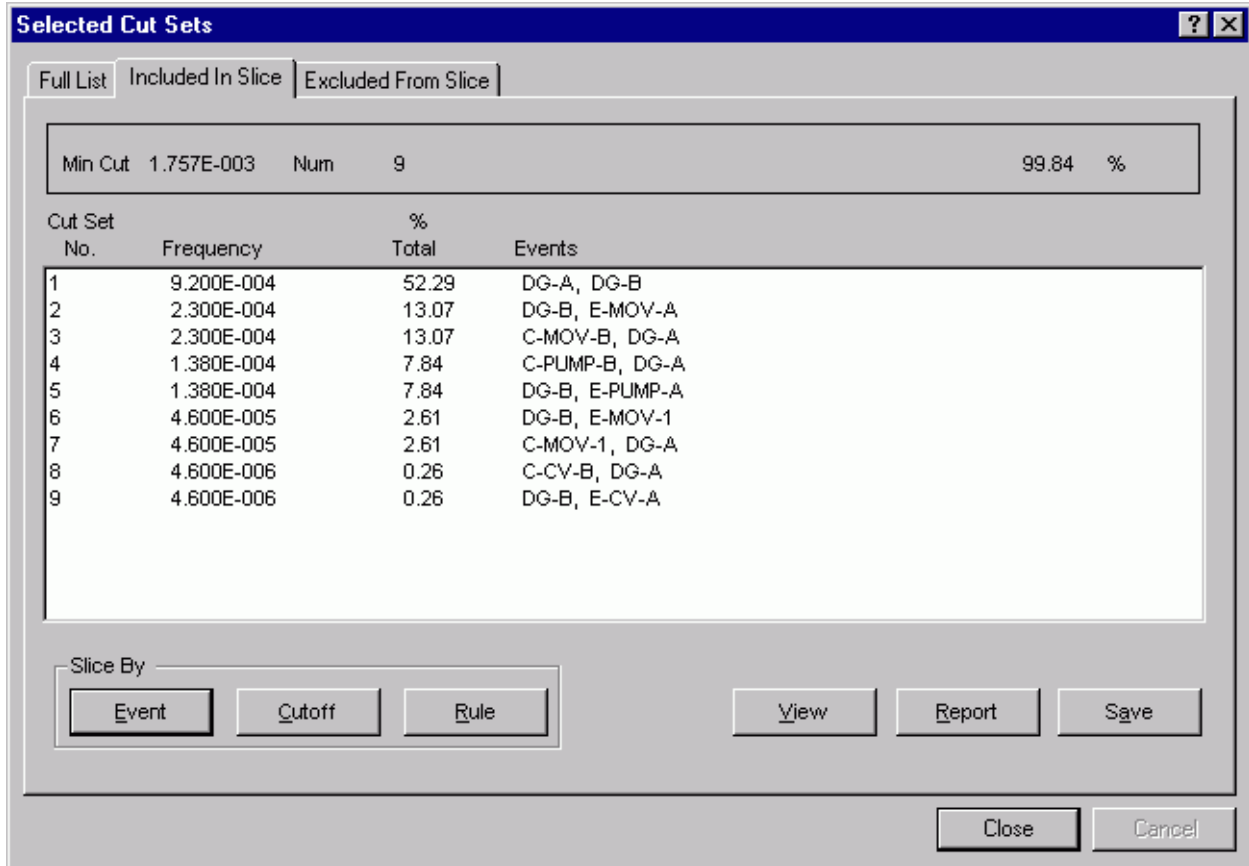 Selected Cut Sets ? X
Full List Included In Slice Excluded From Slice
Min Cut 1.757E-003 Num 9 99.84 %
Cut Set %
No. Frequency Total Events
1 9.200E-004 52.29 DG-A, DG-B
2 2.300E-004 13.07 DG-B, E-MOV-A
3 2.300E-004 13.07 C-MOV-B, DG-A
4 1.380E-004 7.84 C-PUMP-B, DG-A
5 1.380E-004 7.84 DG-B, E-PUMP-A
6 4.600E-005 2.61 DG-B, E-MOV-1
7 4.600E-005 2.61 C-MOV-1, DG-A
8 4.600E-006 0.26 C-CV-B, DG-A
9 4.600E-006 0.26 DG-B, E-CV-A
Slice By
Event Cutoff Rule View Report Save
Close Cancel